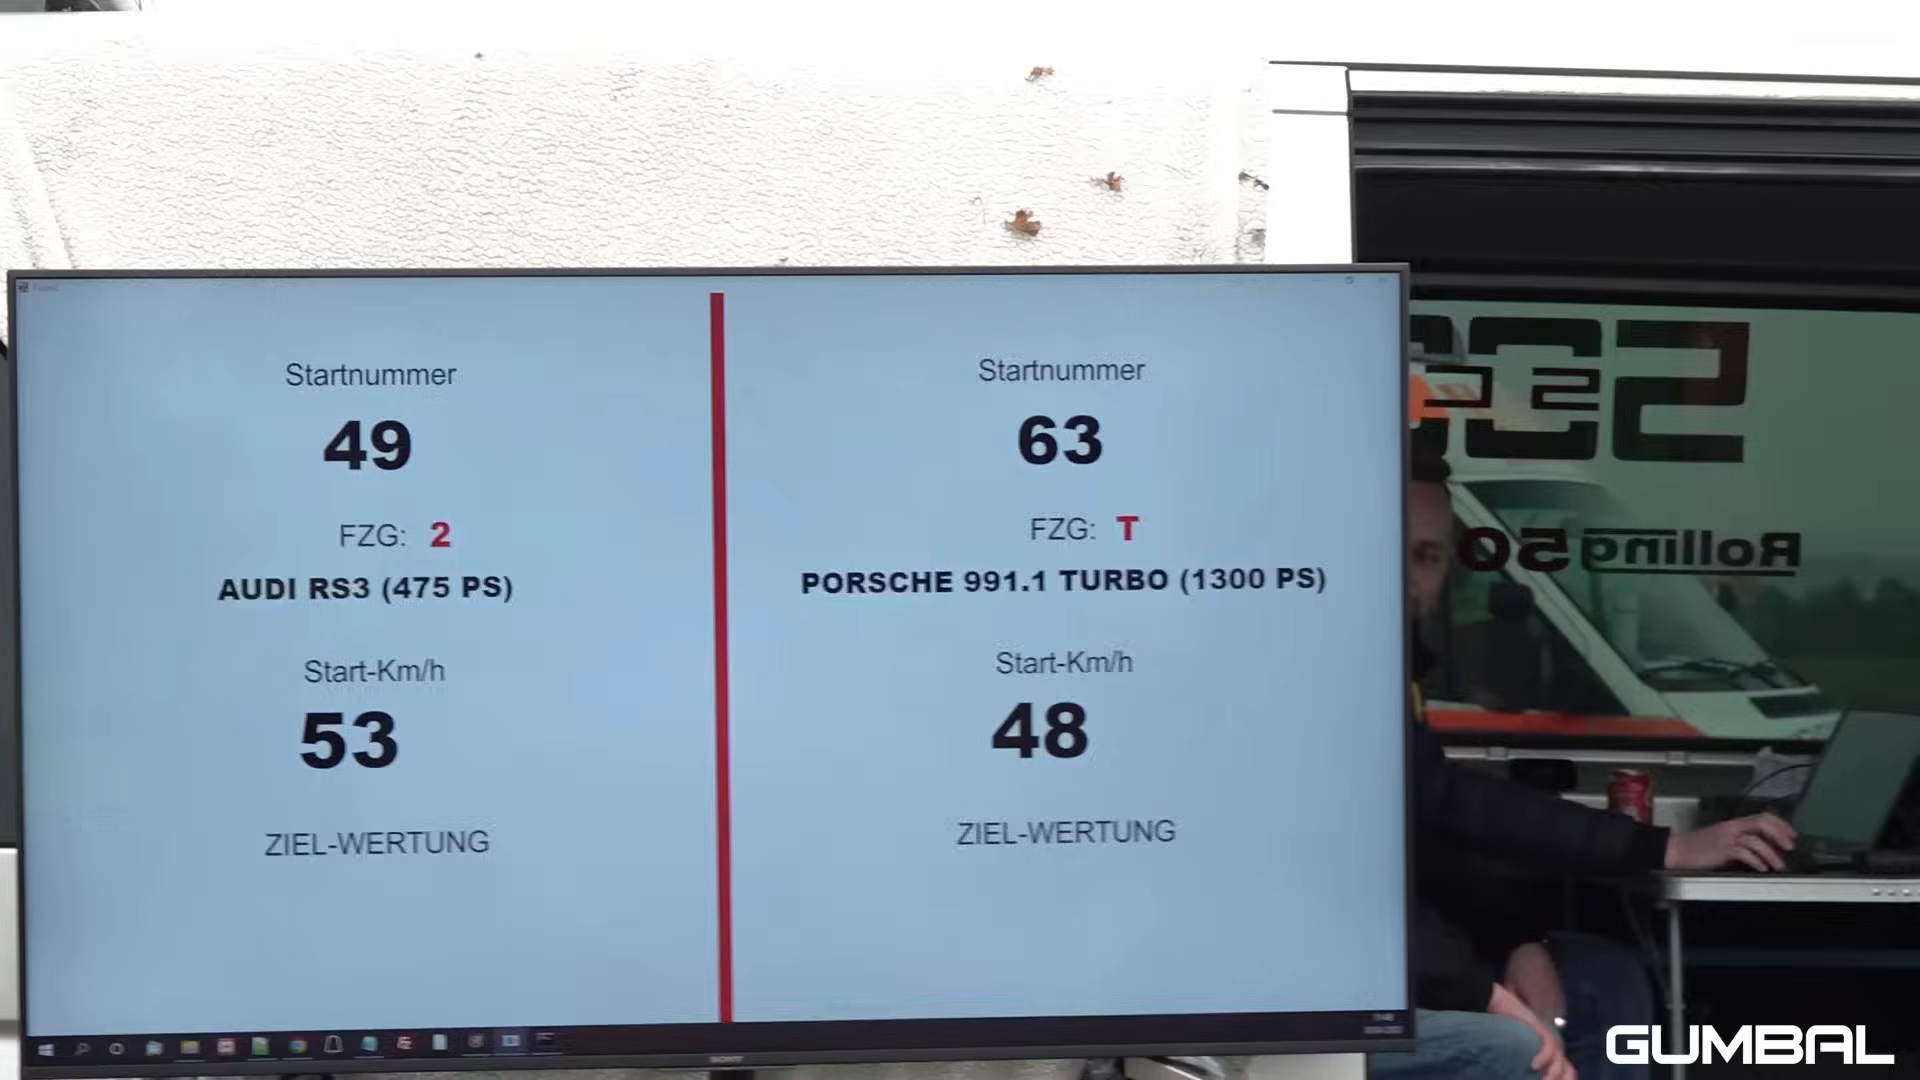 Startnummer
49
FZG: 2
AUDI RS3 (475 PS)
Start-Km/h
53
ZIEL-WERTUNG
Startnummer
63
FZG: T
PORSCHE 991.1 TURBO (1300 PS)
Start-Km/h
48
ZIEL-WERTUNG
Rolling50
SONY
GUMBAL